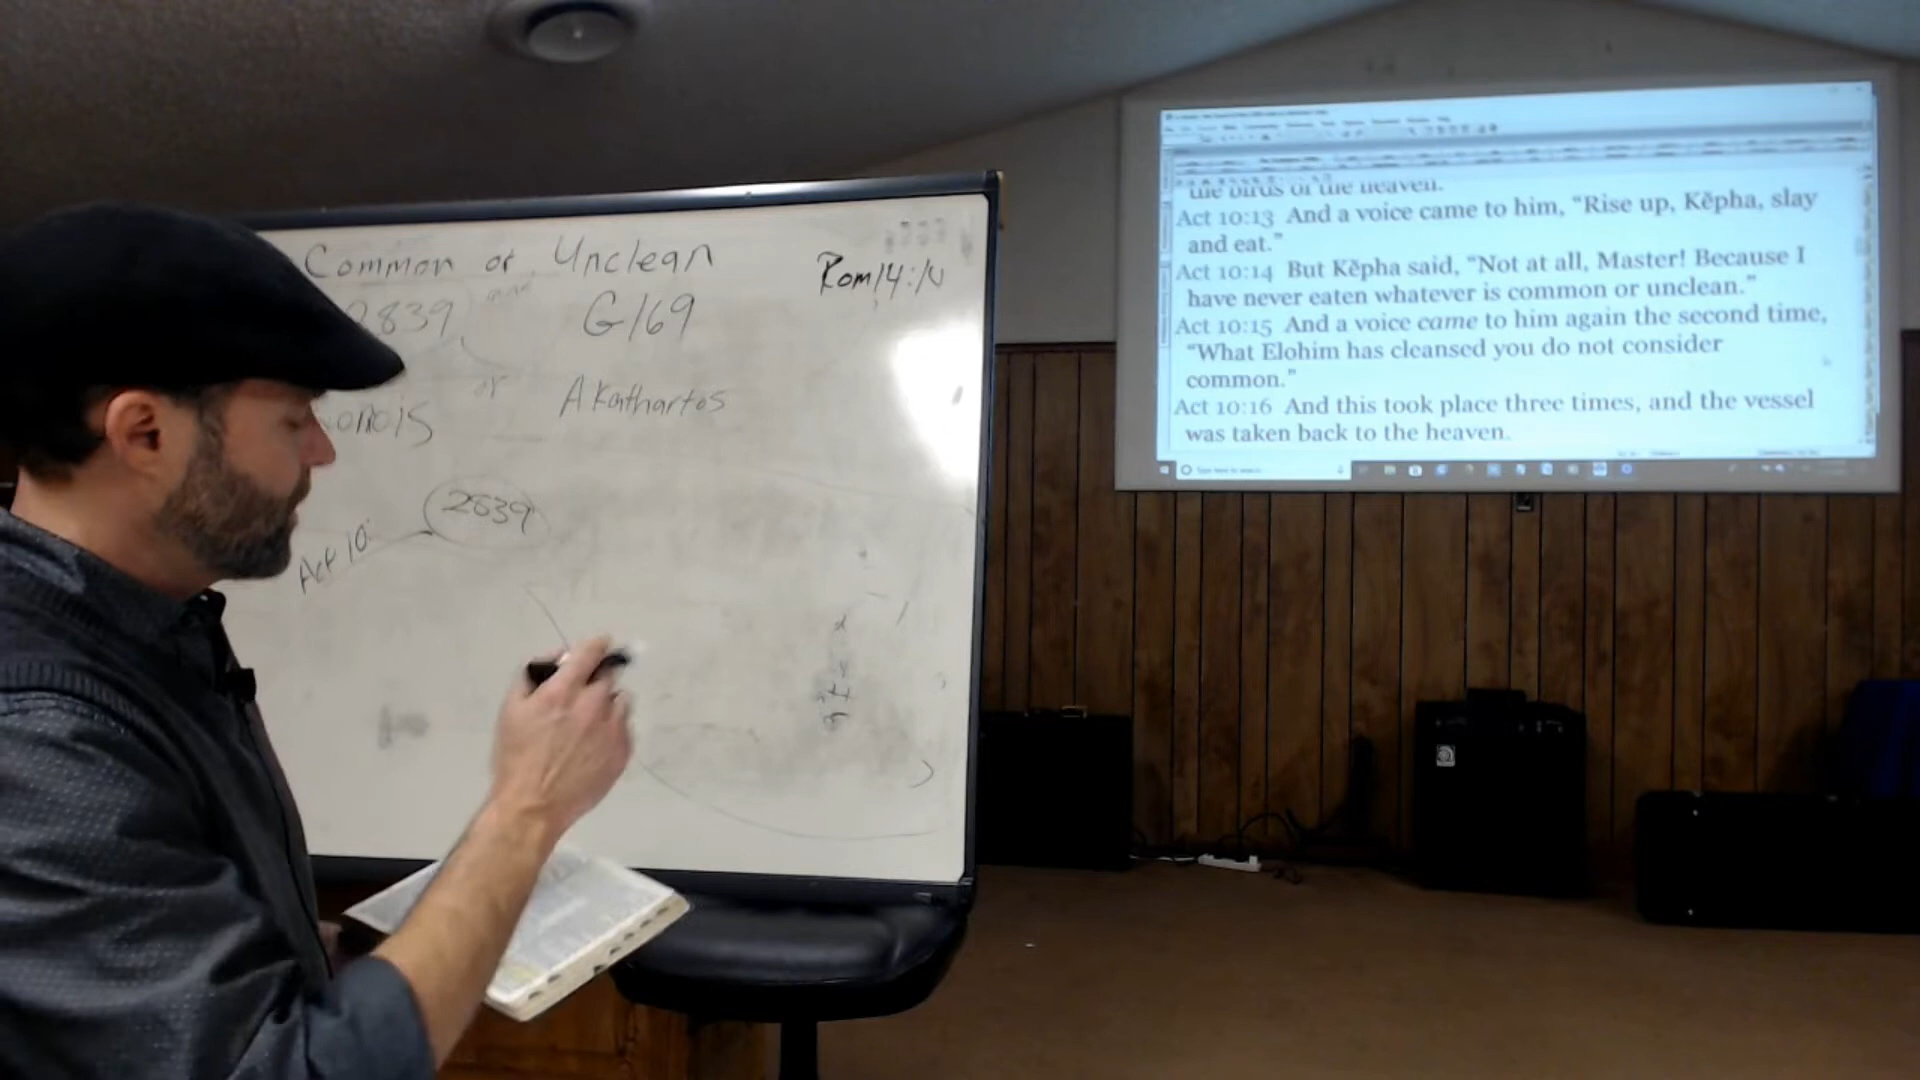 Common or Unclean
Rom 14:14
2839 and G169
or
Akathartos
2839
Act 10:
the birds of the heaven.
Act 10:13 And a voice came to him, “Rise up, Kěpha, slay
and eat.”
Act 10:14 But Kěpha said, “Not at all, Master! Because I
have never eaten whatever is common or unclean.”
Act 10:15 And a voice came to him again the second time,
“What Elohim has cleansed you do not consider
common.”
Act 10:16 And this took place three times, and the vessel
was taken back to the heaven.